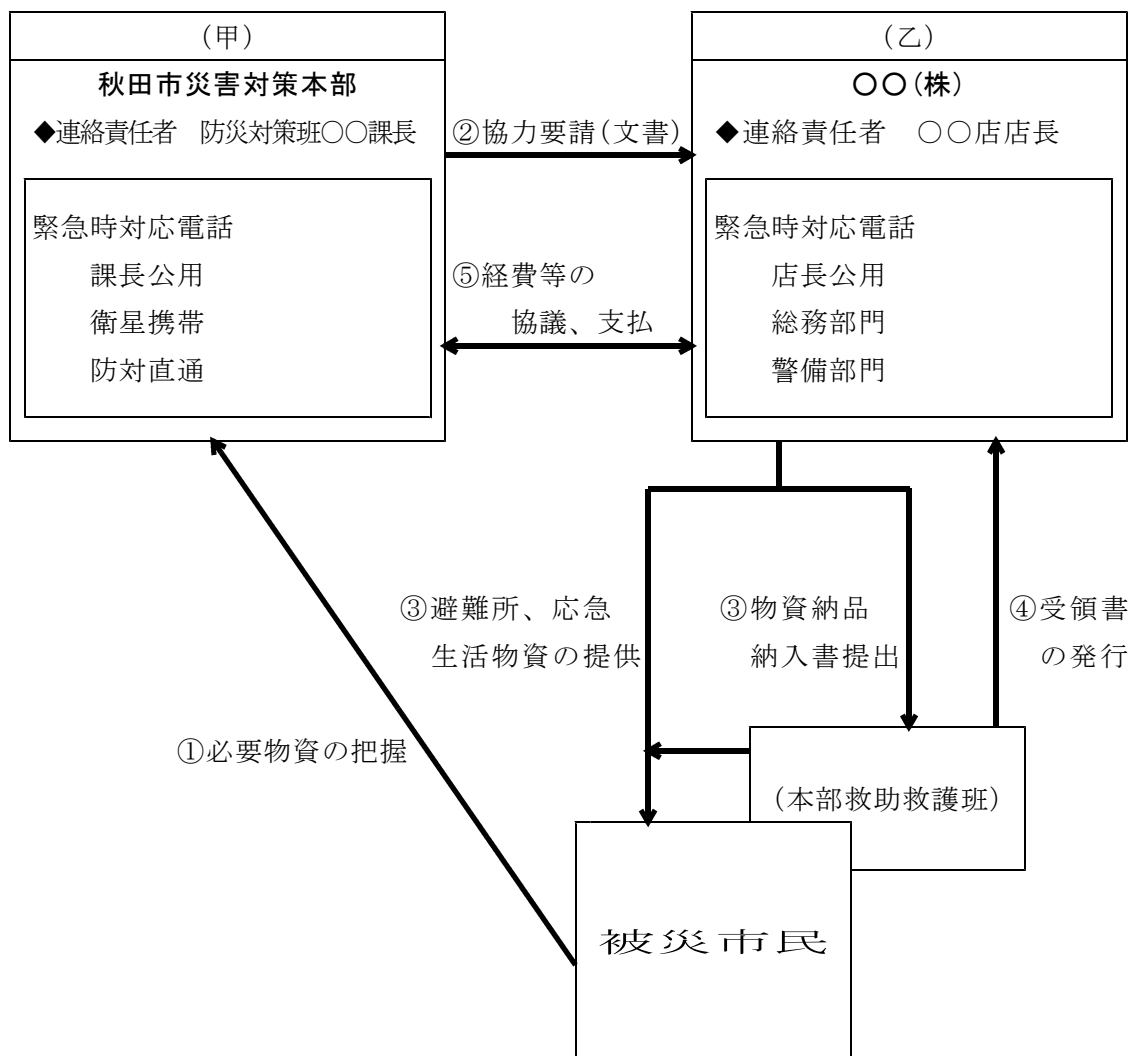 (甲)
秋田市災害対策本部
◆連絡責任者　防災対策班〇〇課長
緊急時対応電話
課長公用
衛星携帯
防対直通
②協力要請(文書)
⑤経費等の
協議、支払
(乙)
〇〇(株)
◆連絡責任者　〇〇店店長
緊急時対応電話
店長公用
総務部門
警備部門
③避難所、応急
生活物資の提供
③物資納品
納入書提出
④受領書
の発行
①必要物資の把握
(本部救助救護班)
被災市民